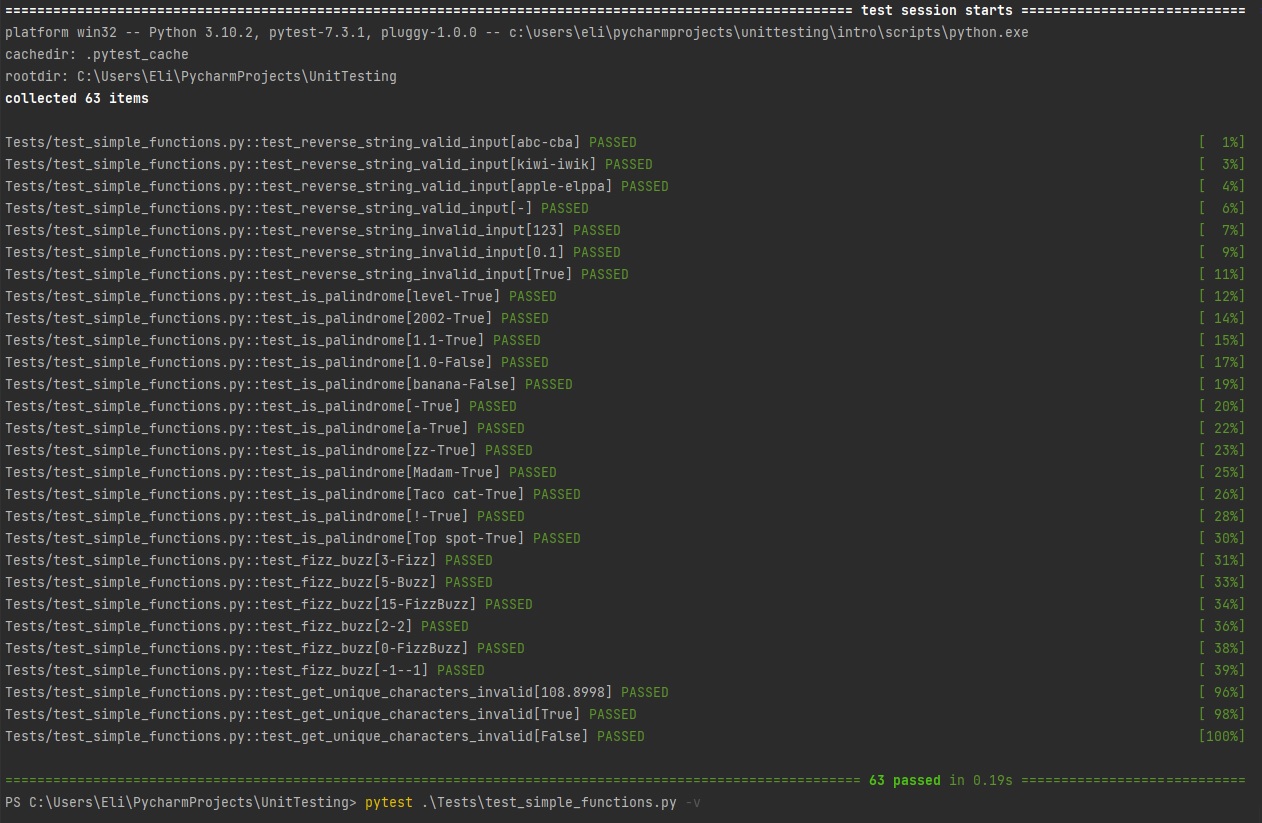 ========================================================================================================== test session starts ============================
platform win32 -- Python 3.10.2, pytest-7.3.1, pluggy-1.0.0 -- c:\users\eli\pycharmprojects\unittesting\intro\scripts\python.exe
cachedir: .pytest_cache
rootdir: C:\Users\Eli\PycharmProjects\UnitTesting
collected 63 items
Tests/test_simple_functions.py::test_reverse_string_valid_input[abc-cba] PASSED [  1%]
Tests/test_simple_functions.py::test_reverse_string_valid_input[kiwi-iwik] PASSED [  3%]
Tests/test_simple_functions.py::test_reverse_string_valid_input[apple-elppa] PASSED [  4%]
Tests/test_simple_functions.py::test_reverse_string_valid_input[-] PASSED [  6%]
Tests/test_simple_functions.py::test_reverse_string_invalid_input[123] PASSED [  7%]
Tests/test_simple_functions.py::test_reverse_string_invalid_input[0.1] PASSED [  9%]
Tests/test_simple_functions.py::test_reverse_string_invalid_input[True] PASSED [ 11%]
Tests/test_simple_functions.py::test_is_palindrome[level-True] PASSED [ 12%]
Tests/test_simple_functions.py::test_is_palindrome[2002-True] PASSED [ 14%]
Tests/test_simple_functions.py::test_is_palindrome[1.1-True] PASSED [ 15%]
Tests/test_simple_functions.py::test_is_palindrome[1.0-False] PASSED [ 17%]
Tests/test_simple_functions.py::test_is_palindrome[banana-False] PASSED [ 19%]
Tests/test_simple_functions.py::test_is_palindrome[-True] PASSED [ 20%]
Tests/test_simple_functions.py::test_is_palindrome[a-True] PASSED [ 22%]
Tests/test_simple_functions.py::test_is_palindrome[zz-True] PASSED [ 23%]
Tests/test_simple_functions.py::test_is_palindrome[Madam-True] PASSED [ 25%]
Tests/test_simple_functions.py::test_is_palindrome[Taco cat-True] PASSED [ 26%]
Tests/test_simple_functions.py::test_is_palindrome[!-True] PASSED [ 28%]
Tests/test_simple_functions.py::test_is_palindrome[Top spot-True] PASSED [ 30%]
Tests/test_simple_functions.py::test_fizz_buzz[3-Fizz] PASSED [ 31%]
Tests/test_simple_functions.py::test_fizz_buzz[5-Buzz] PASSED [ 33%]
Tests/test_simple_functions.py::test_fizz_buzz[15-FizzBuzz] PASSED [ 34%]
Tests/test_simple_functions.py::test_fizz_buzz[2-2] PASSED [ 36%]
Tests/test_simple_functions.py::test_fizz_buzz[0-FizzBuzz] PASSED [ 38%]
Tests/test_simple_functions.py::test_fizz_buzz[-1--1] PASSED [ 39%]
Tests/test_simple_functions.py::test_get_unique_characters_invalid[108.8998] PASSED [ 96%]
Tests/test_simple_functions.py::test_get_unique_characters_invalid[True] PASSED [ 98%]
Tests/test_simple_functions.py::test_get_unique_characters_invalid[False] PASSED [100%]
=========================================================================================================== 63 passed in 0.19s ============================
PS C:\Users\Eli\PycharmProjects\UnitTesting> pytest .\Tests\test_simple_functions.py -v